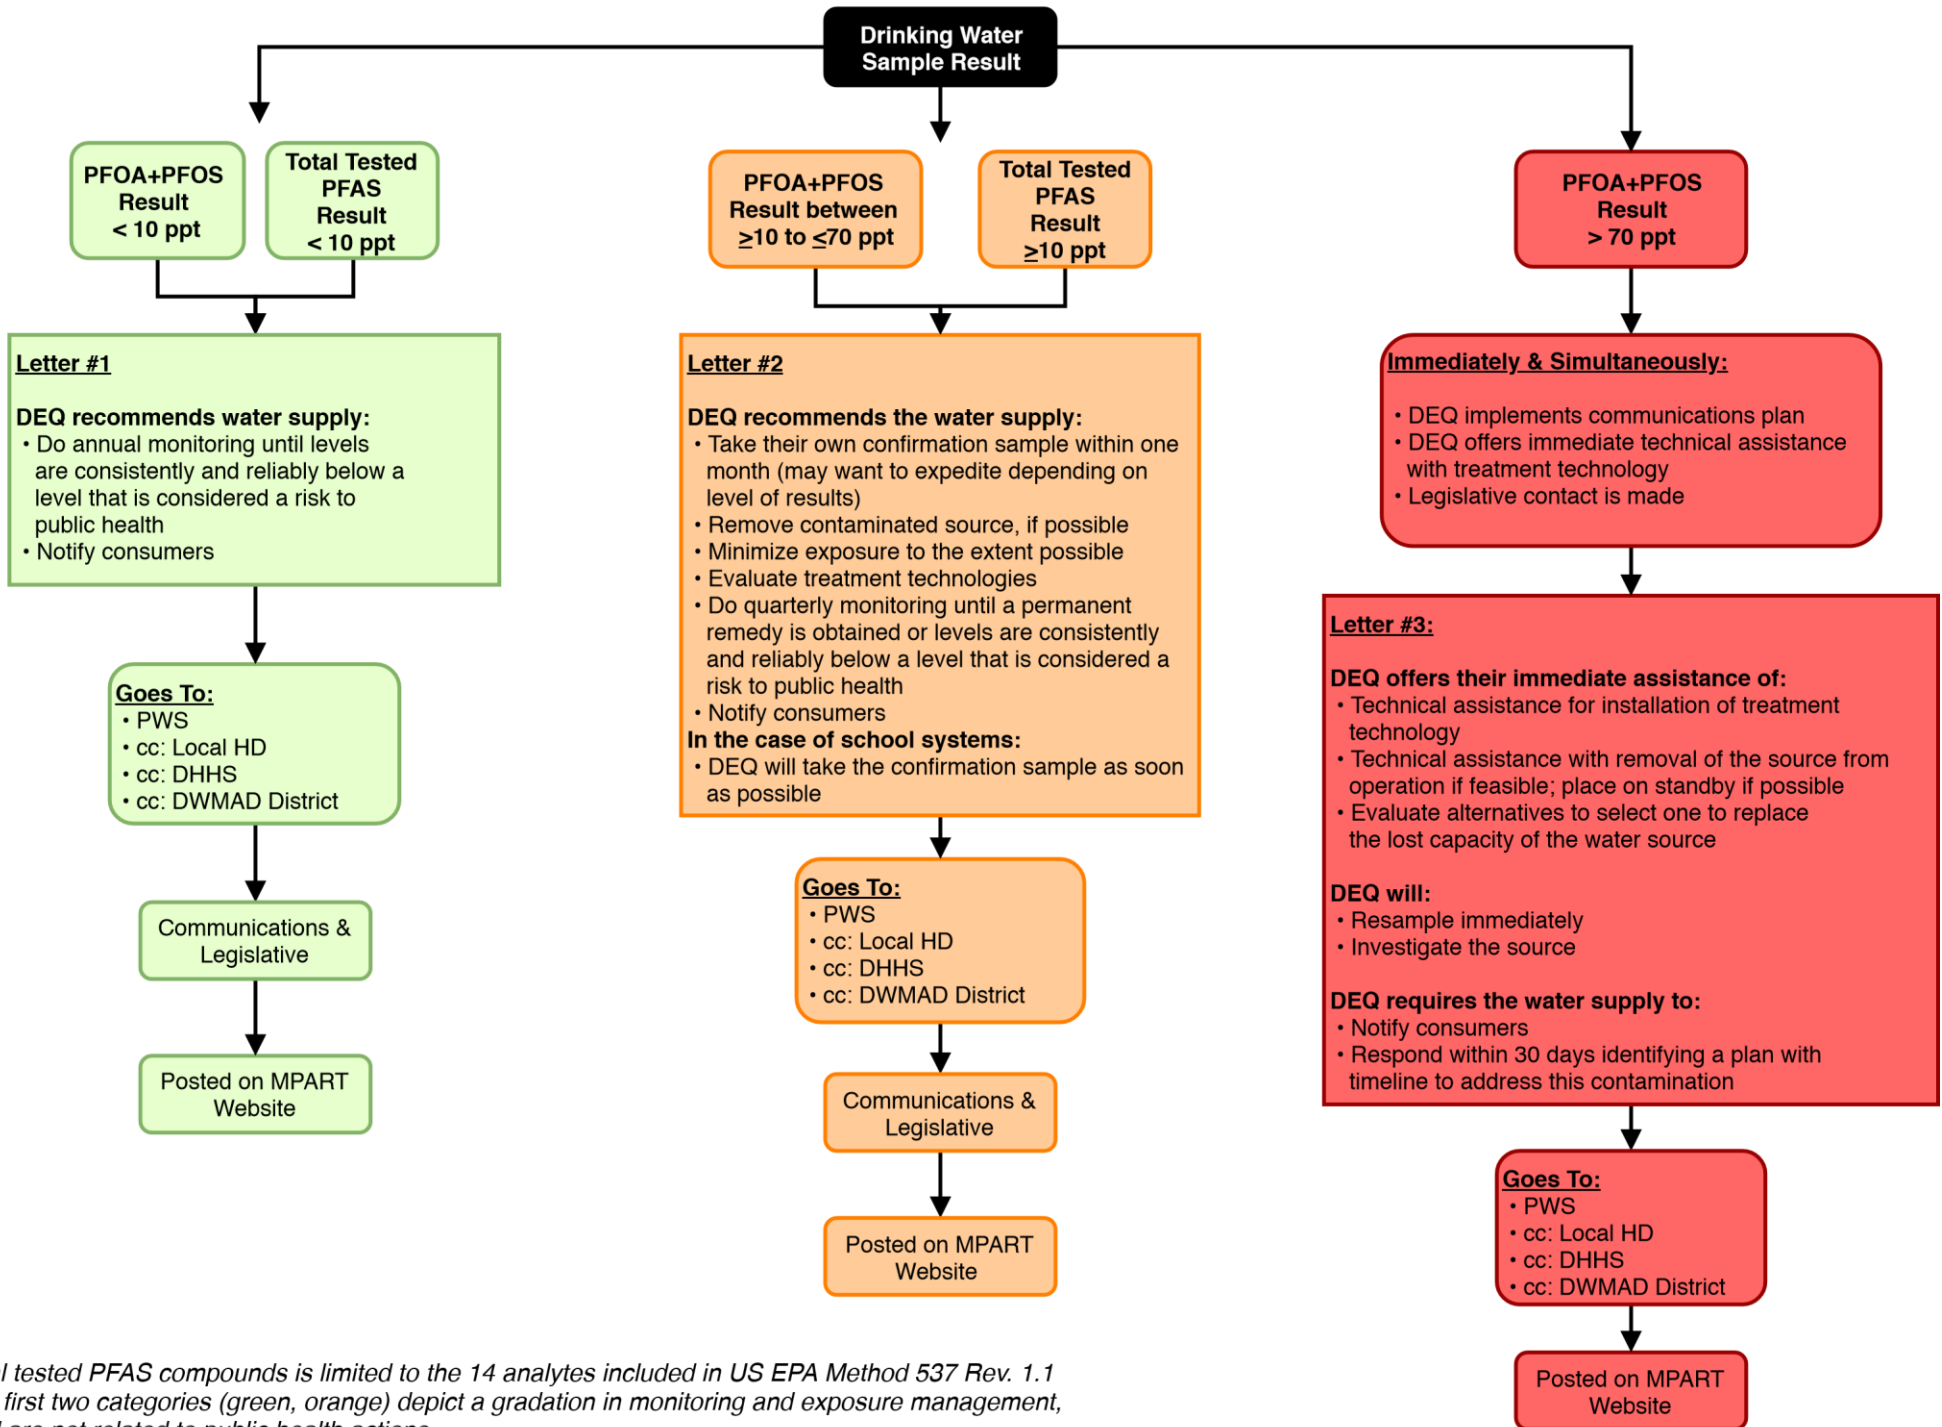 Drinking Water
Sample Result
PFOA+PFOS
Result
< 10 ppt
Total Tested
PFAS
Result
< 10 ppt
Letter #1
DEQ recommends water supply:
• Do annual monitoring until levels
are consistently and reliably below a
level that is considered a risk to
public health
• Notify consumers
Goes To:
• PWS
• cc: Local HD
• cc: DHHS
• cc: DWMAD District
Communications &
Legislative
Posted on MPART
Website
PFOA+PFOS
Result between
≥10 to ≤70 ppt
Total Tested
PFAS
Result
≥10 ppt
Letter #2
DEQ recommends the water supply:
• Take their own confirmation sample within one
month (may want to expedite depending on
level of results)
• Remove contaminated source, if possible
• Minimize exposure to the extent possible
• Evaluate treatment technologies
• Do quarterly monitoring until a permanent
remedy is obtained or levels are consistently
and reliably below a level that is considered a
risk to public health
• Notify consumers
In the case of school systems:
• DEQ will take the confirmation sample as soon
as possible
Goes To:
• PWS
• cc: Local HD
• cc: DHHS
• cc: DWMAD District
Communications &
Legislative
Posted on MPART
Website
PFOA+PFOS
Result
> 70 ppt
Immediately & Simultaneously:
• DEQ implements communications plan
• DEQ offers immediate technical assistance
with treatment technology
• Legislative contact is made
Letter #3:
DEQ offers their immediate assistance of:
• Technical assistance for installation of treatment
technology
• Technical assistance with removal of the source from
operation if feasible; place on standby if possible
• Evaluate alternatives to select one to replace
the lost capacity of the water source
DEQ will:
• Resample immediately
• Investigate the source
DEQ requires the water supply to:
• Notify consumers
• Respond within 30 days identifying a plan with
timeline to address this contamination
Goes To:
• PWS
• cc: Local HD
• cc: DHHS
• cc: DWMAD District
Posted on MPART
Website
tested PFAS compounds is limited to the 14 analytes included in US EPA Method 537 Rev. 1.1
first two categories (green, orange) depict a gradation in monitoring and exposure management,
are not related to public health actions